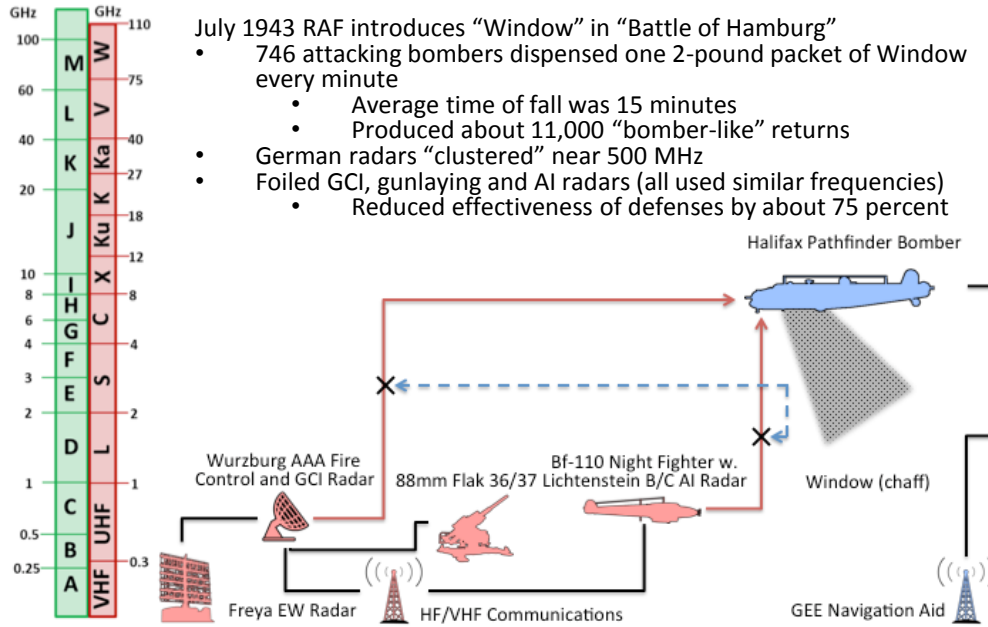 July 1943 RAF introduces “Window” in “Battle of Hamburg”
• 746 attacking bombers dispensed one 2-pound packet of Window
every minute
• Average time of fall was 15 minutes
• Produced about 11,000 “bomber-like” returns
• German radars “clustered” near 500 MHz
• Foiled GCI, gunlaying and AI radars (all used similar frequencies)
• Reduced effectiveness of defenses by about 75 percent
GHz
100
60
40
20
10
8
6
4
3
2
1
0.5
0.25
M
L
K
J
I
H
G
F
E
D
C
B
A
GHz
110
75
40
27
18
12
8
4
2
1
0.3
W
V
Ka
K
Ku
X
C
S
L
UHF
VHF
Halifax Pathfinder Bomber
Wurzburg AAA Fire
Control and GCI Radar
88mm Flak 36/37
Bf-110 Night Fighter w.
Lichtenstein B/C AI Radar
Window (chaff)
Freya EW Radar
HF/VHF Communications
GEE Navigation Aid